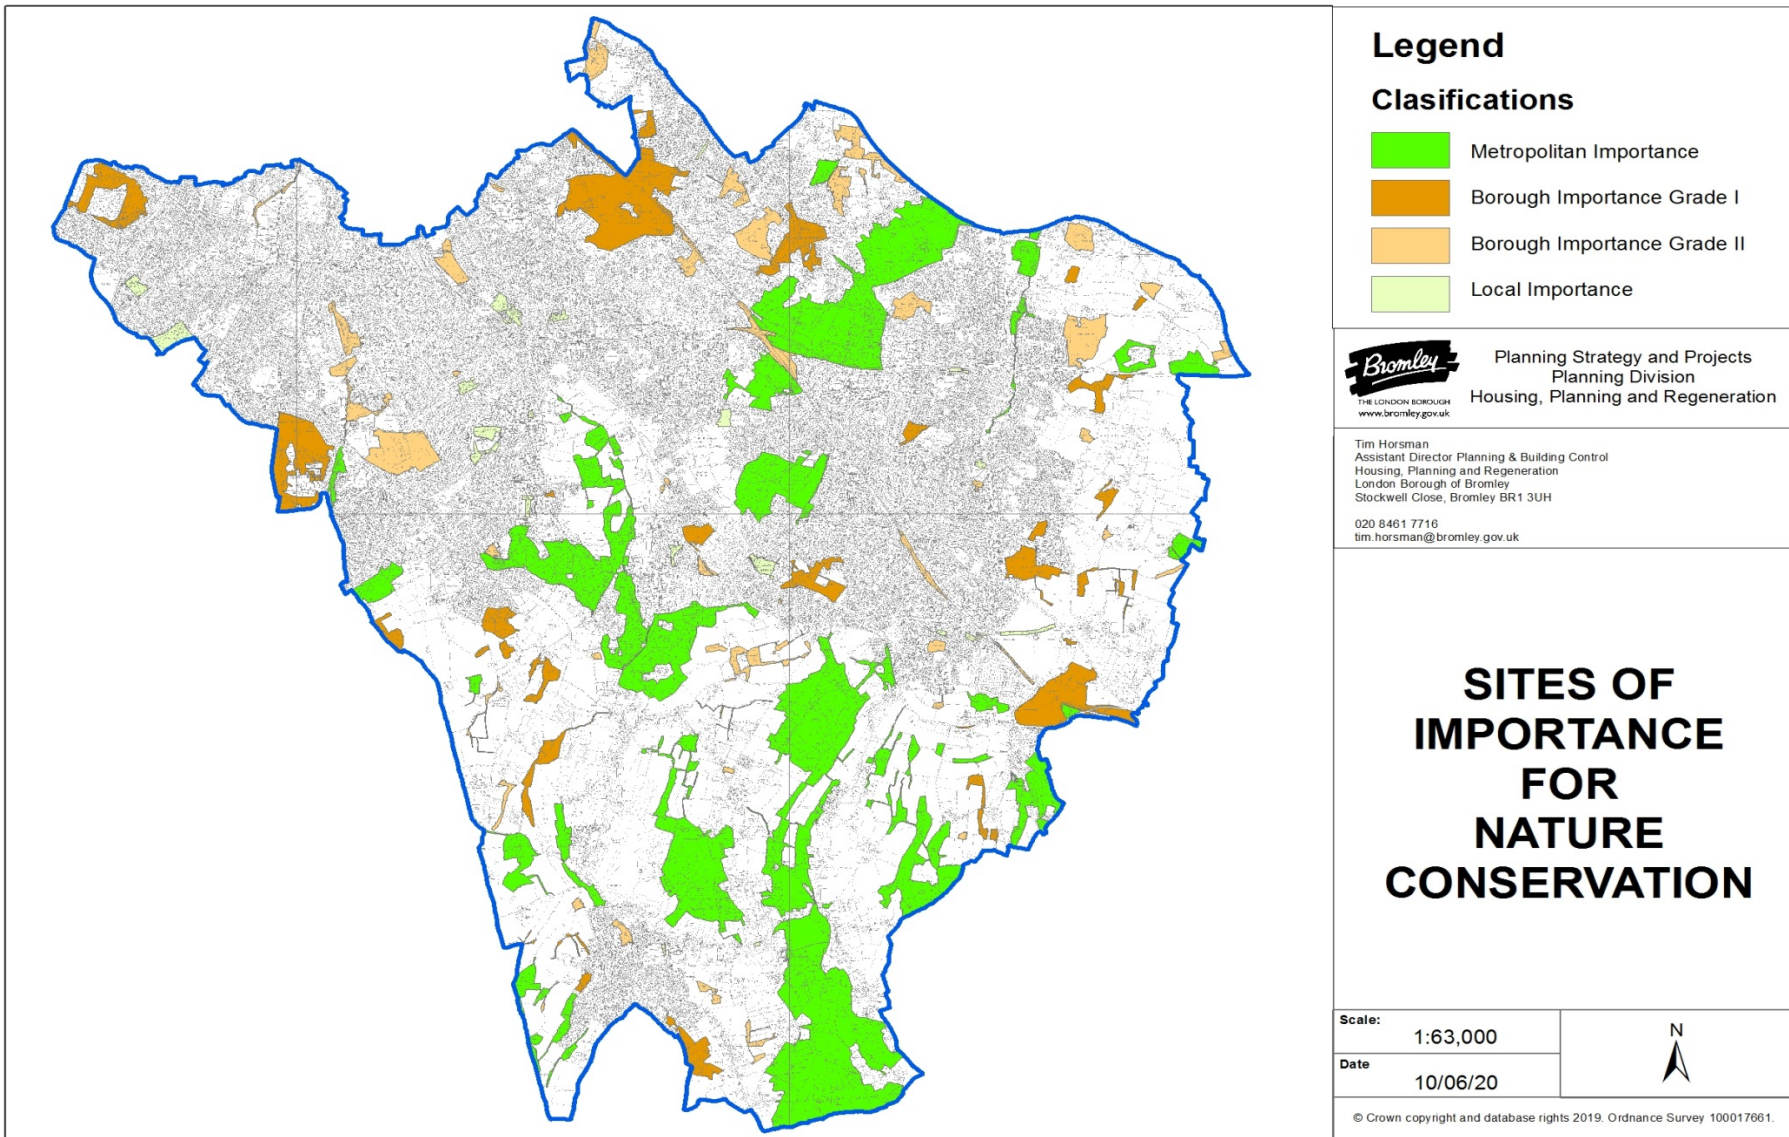 Legend
Clasifications
Metropolitan Importance
Borough Importance Grade I
Borough Importance Grade II
Local Importance
Bromley
THE LONDON BOROUGH
www.bromley.gov.uk
Planning Strategy and Projects
Planning Division
Housing, Planning and Regeneration
Tim Horsman
Assistant Director Planning & Building Control
Housing, Planning and Regeneration
London Borough of Bromley
Stockwell Close, Bromley BR1 3UH
020 8461 7716
tim.horsman@bromley.gov.uk
SITES OF
IMPORTANCE
FOR
NATURE
CONSERVATION
Scale:
1:63,000
Date
10/06/20
N
© Crown copyright and database rights 2019. Ordnance Survey 100017661.